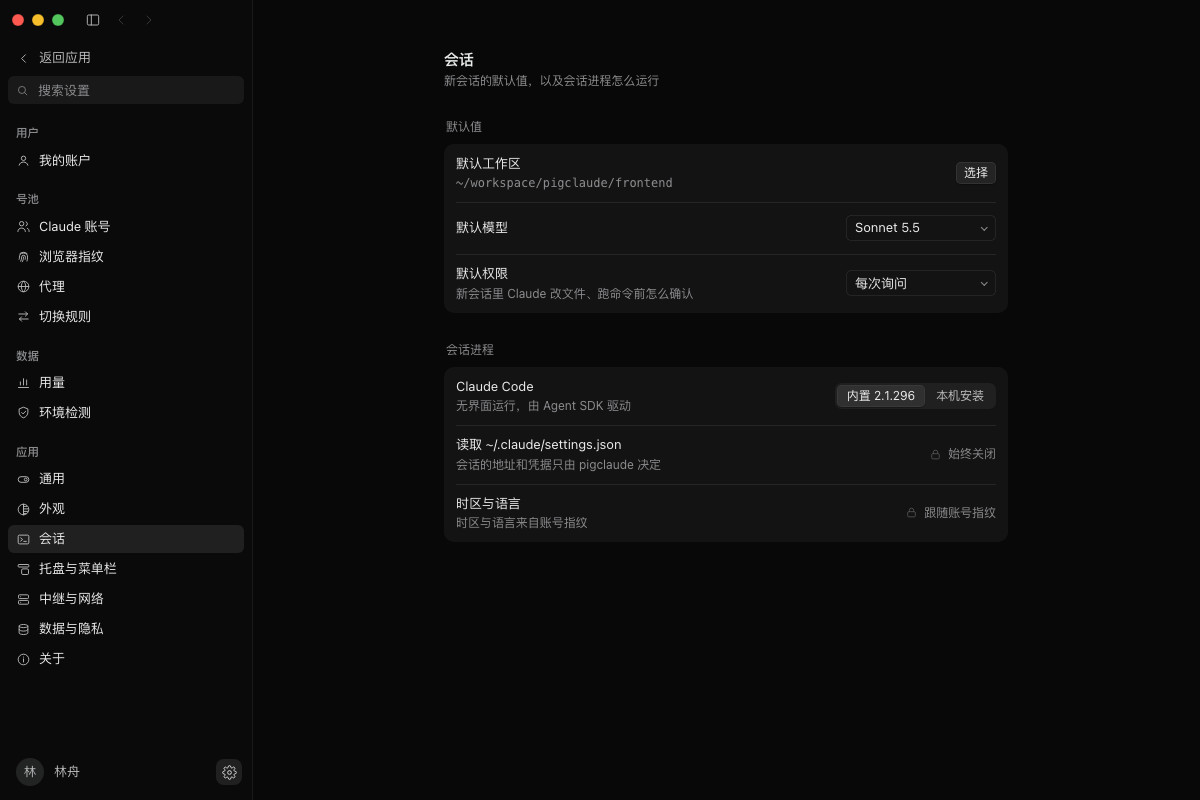 返回应用
搜索设置
用户
我的账户
号池
Claude 账号
浏览器指纹
代理
切换规则
数据
用量
环境检测
应用
通用
外观
会话
托盘与菜单栏
中继与网络
数据与隐私
关于
林
林舟
会话
新会话的默认值，以及会话进程怎么运行
默认值
默认工作区
~/workspace/pigclaude/frontend
选择
默认模型
Sonnet 5.5
默认权限
新会话里 Claude 改文件、跑命令前怎么确认
每次询问
会话进程
Claude Code
无界面运行，由 Agent SDK 驱动
内置 2.1.296
本机安装
读取 ~/.claude/settings.json
会话的地址和凭据只由 pigclaude 决定
始终关闭
时区与语言
时区与语言来自账号指纹
跟随账号指纹